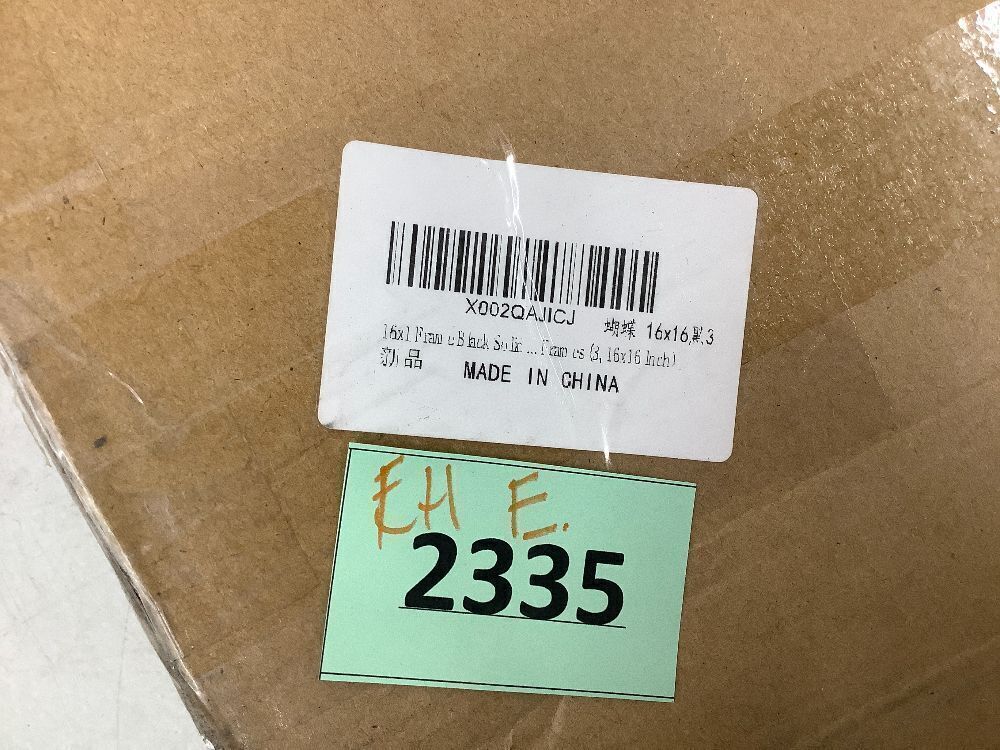 X002QAJICJ
蝴蝶 16x16,黑3
16x1 Frame Black Solid ... Frames (3, 16x16 Inch)
新品
MADE IN CHINA
EH E.
2335